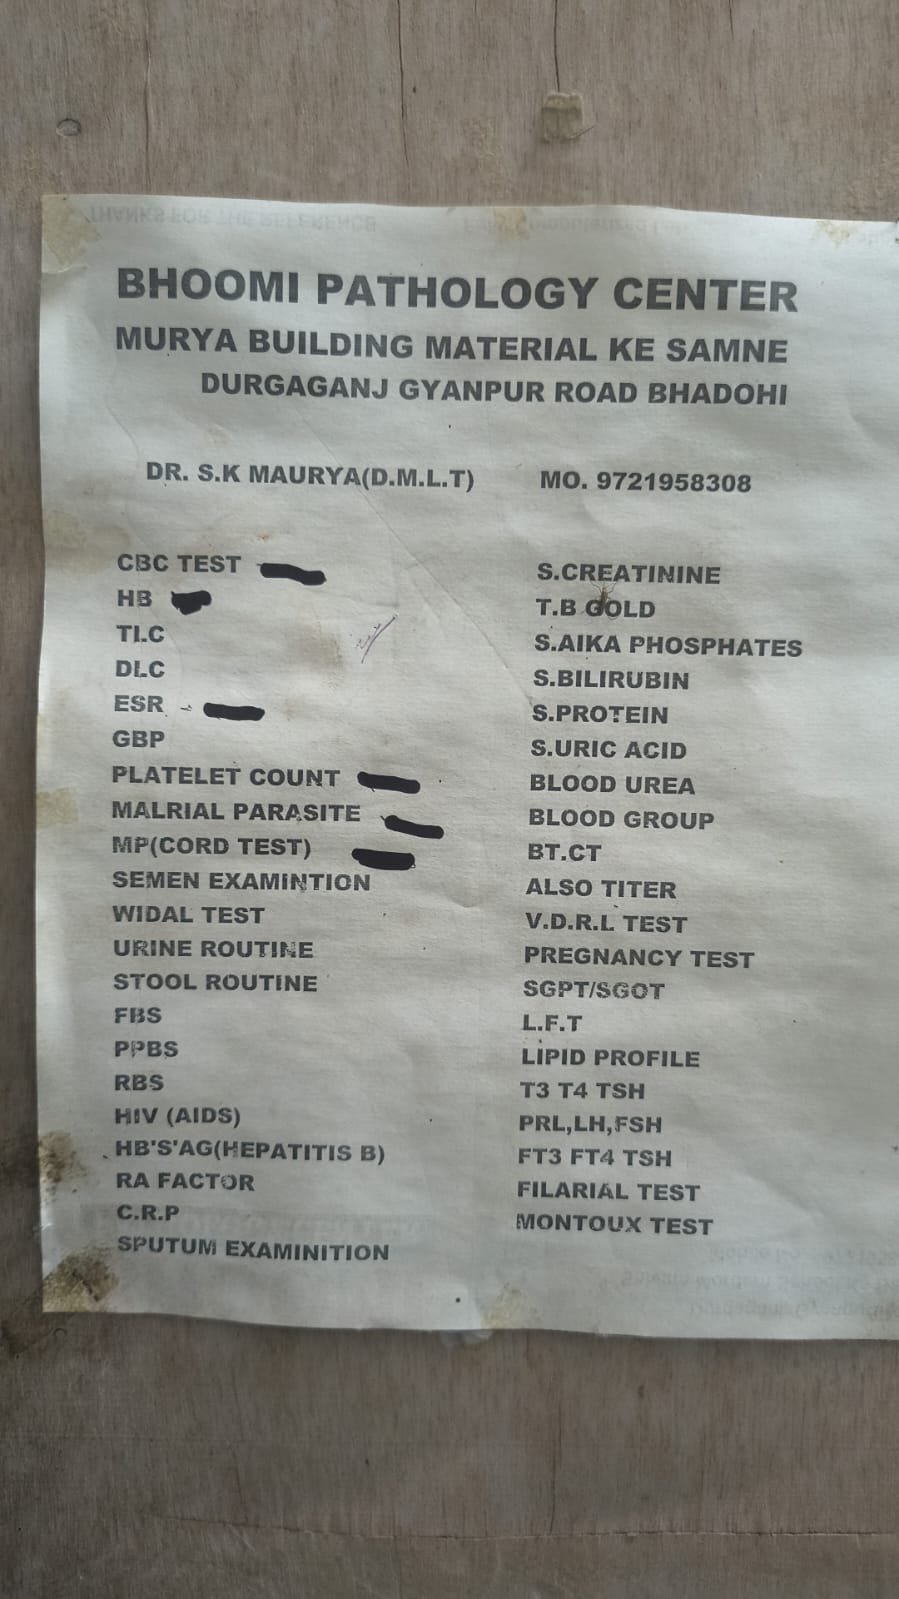 BHOOMI PATHOLOGY CENTER
MURYA BUILDING MATERIAL KE SAMNE
DURGAGANJ GYANPUR ROAD BHADOHI
DR. S.K MAURYA(D.M.L.T) MO. 9721958308
CBC TEST
HB
TLC
DLC
ESR -
GBP
PLATELET COUNT
MALRIAL PARASITE
MP(CORD TEST)
SEMEN EXAMINTION
WIDAL TEST
URINE ROUTINE
STOOL ROUTINE
FBS
PPBS
RBS
HIV (AIDS)
HB'S'AG(HEPATITIS B)
RA FACTOR
C.R.P
SPUTUM EXAMINITION
S.CREATININE
T.B GOLD
S.AIKA PHOSPHATES
S.BILIRUBIN
S.PROTEIN
S.URIC ACID
BLOOD UREA
BLOOD GROUP
BT.CT
ALSO TITER
V.D.R.L TEST
PREGNANCY TEST
SGPT/SGOT
L.F.T
LIPID PROFILE
T3 T4 TSH
PRL,LH,FSH
FT3 FT4 TSH
FILARIAL TEST
MONTOUX TEST